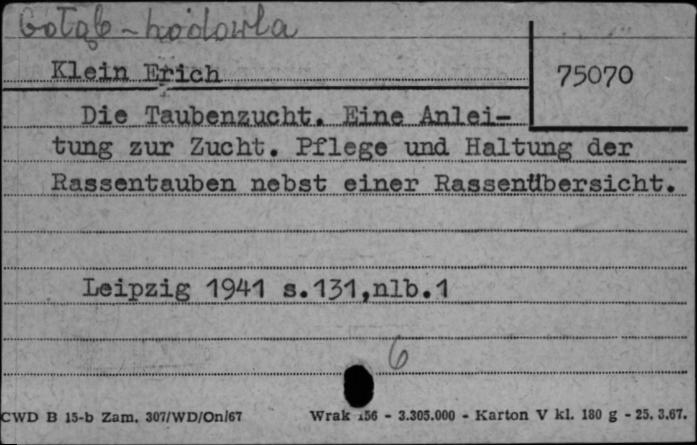 Gołąb - hodowla
Klein Erich
75070
Die Taubenzucht. Eine Anlei-
tung zur Zucht. Pflege und Haltung der
Rassentauben nebst einer Rassenübersicht.
Leipzig 1941 s.131,nlb.1
6
CWD B 15-b Zam. 307/WD/On/67 Wrak 156 - 3.305.000 - Karton V kl. 180 g - 25. 3.67.